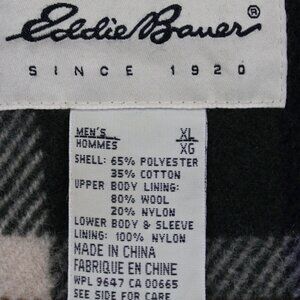 Eddie Bauer®
SINCE 1920
MEN'S XL
HOMMES XG
SHELL: 65% POLYESTER
35% COTTON
UPPER BODY LINING:
80% WOOL
20% NYLON
LOWER BODY & SLEEVE
LINING: 100% NYLON
MADE IN CHINA
FABRIQUE EN CHINE
WPL 9647 CA 00665
SEE SIDE FOR CARE